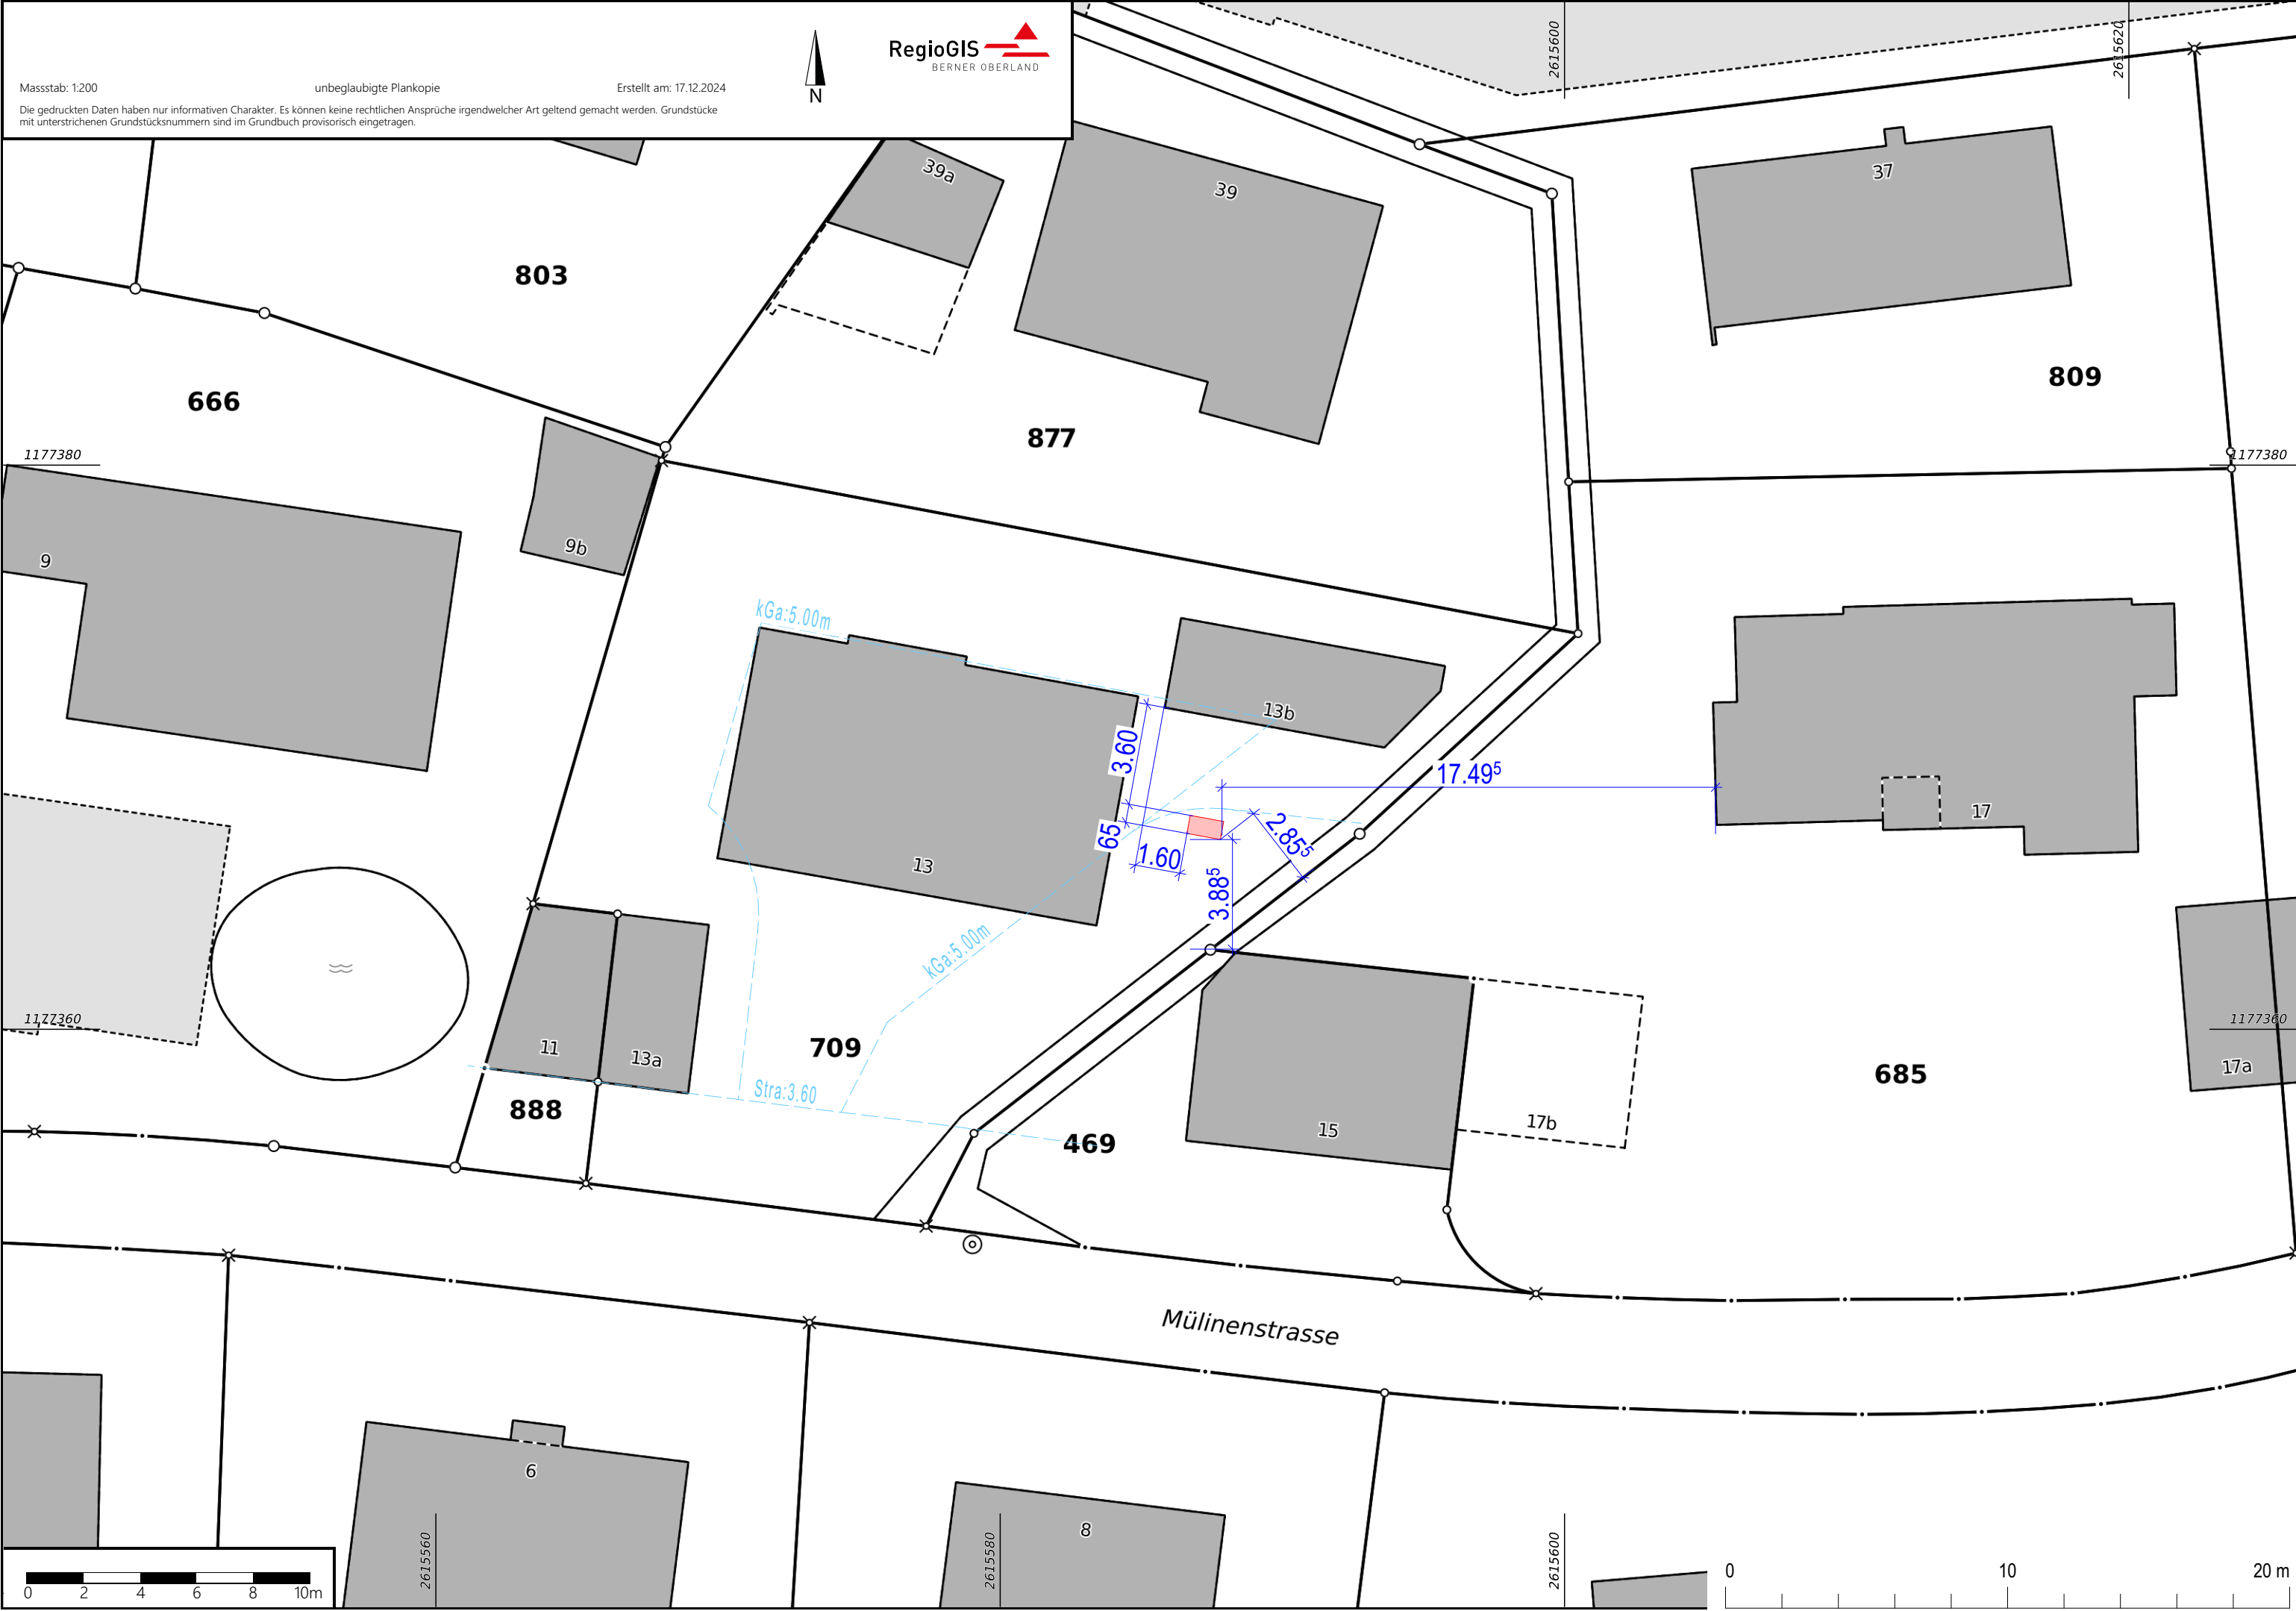 RegioGIS
BERNER OBERLAND
Massstab: 1:200
unbeglaubigte Plankopie
Erstellt am: 17.12.2024
N
Die gedruckten Daten haben nur informativen Charakter. Es können keine rechtlichen Ansprüche irgendwelcher Art geltend gemacht werden. Grundstücke
mit unterstrichenen Grundstücksnummern sind im Grundbuch provisorisch eingetragen.
2615600
2615620
39a
39
37
803
809
666
877
1177380
1177380
9b
9
kGa:5.00m
13b
3.60
17.49⁵
65
1.60
2.85⁵
17
13
3.88⁵
kGa:5.00m
1177360
1177360
11
13a
709
685
17a
Stra:3.60
888
469
15
17b
Mülinenstrasse
6
8
2615560
2615580
2615600
0 2 4 6 8 10m
0 10 20 m